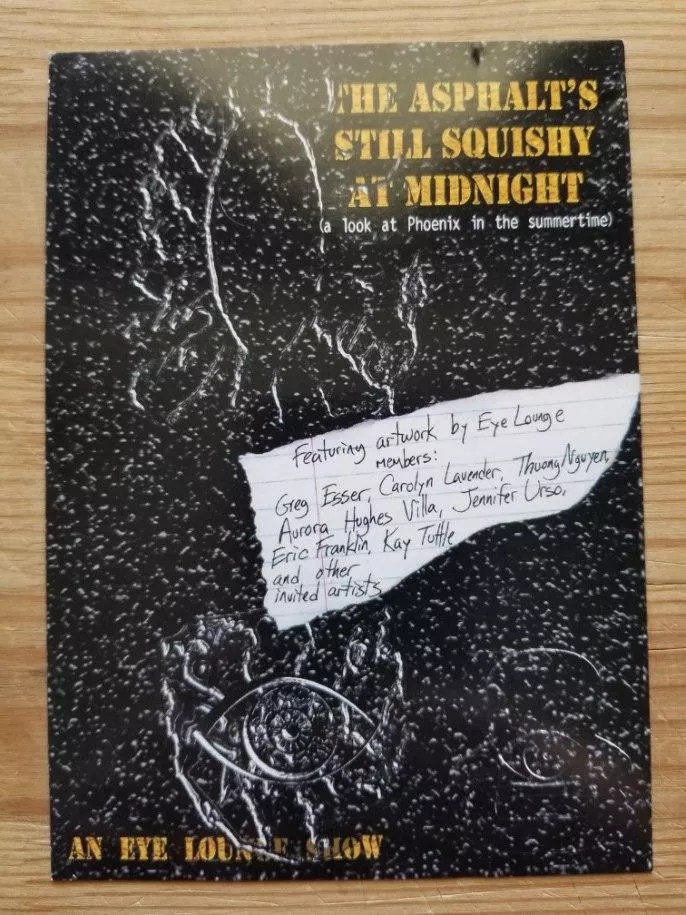 THE ASPHALT'S
STILL SQUISHY
AT MIDNIGHT
(a look at Phoenix in the summertime)
Featuring artwork by Eye Lounge
members:
Greg Esser, Carolyn Lavender, Thuong Nguyen,
Aurora Hughes Villa, Jennifer Urso,
Eric Franklin, Kay Tuttle
and other
invited artists
AN EYE LOUNGE SHOW